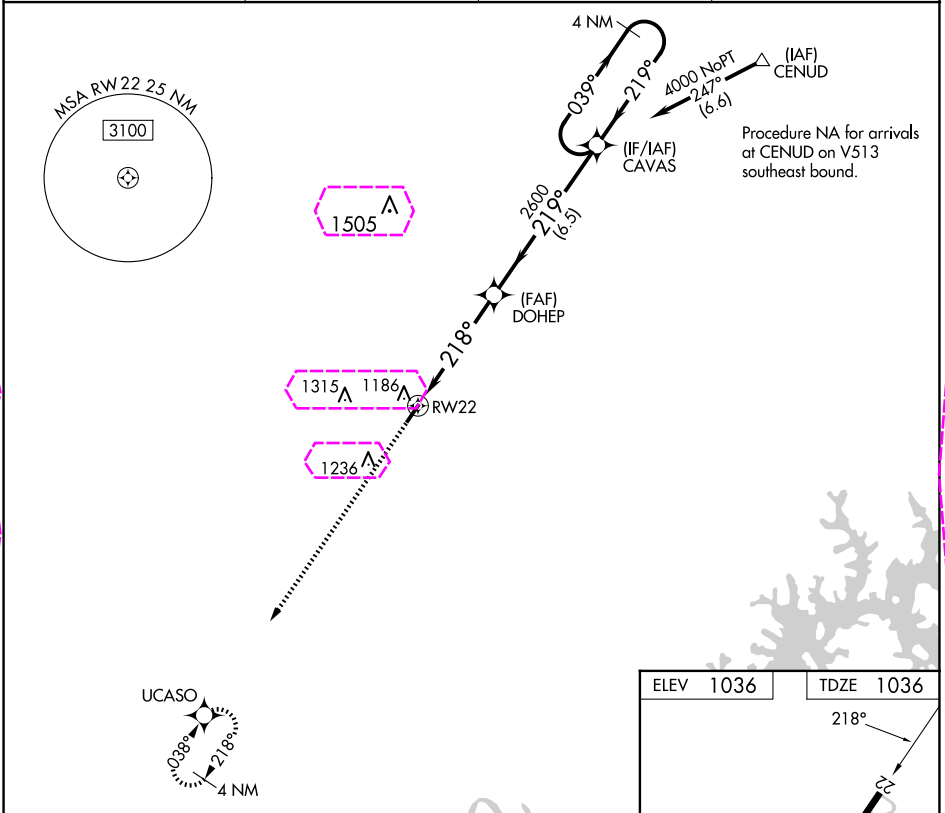 4 NM
039°
219°
4000 NoPT
247°
(6.6)
(IAF)
CENUD
MSA RW22 25 NM
3100
(IF/IAF)
CAVAS
Procedure NA for arrivals
at CENUD on V513
southeast bound.
1505
2600
219°
(6.5)
(FAF)
DOHEP
218°
1315
1186
RW22
1236
UCASO
038°
218°
4 NM
ELEV 1036
TDZE 1036
218°
22